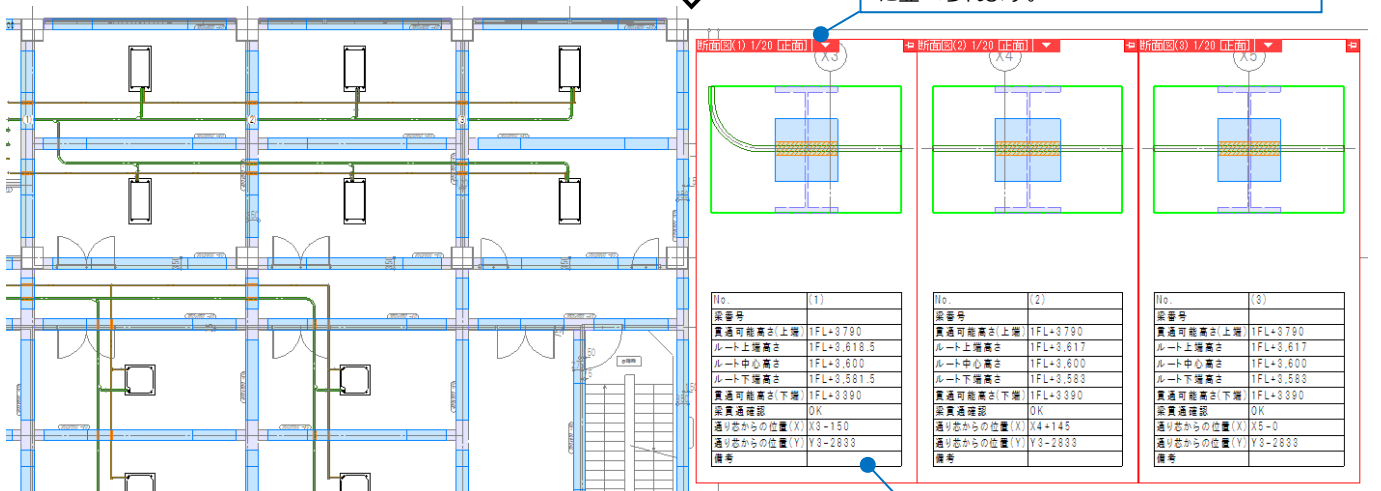 断面図(1) 1/20 [正面]
断面図(2) 1/20 [正面]
断面図(3) 1/20 [正面]
X3
X4
X5
(1)
(2)
(3)
No. (1)
梁番号
貫通可能高さ(上端) 1FL+3790
ルート上端高さ 1FL+3,618.5
ルート中心高さ 1FL+3,600
ルート下端高さ 1FL+3,581.5
貫通可能高さ(下端) 1FL+3390
梁貫通確認 OK
通り芯からの位置(X) X3-150
通り芯からの位置(Y) Y3-2833
備考
No. (2)
梁番号
貫通可能高さ(上端) 1FL+3790
ルート上端高さ 1FL+3,617
ルート中心高さ 1FL+3,600
ルート下端高さ 1FL+3,583
貫通可能高さ(下端) 1FL+3390
梁貫通確認 OK
通り芯からの位置(X) X4+145
通り芯からの位置(Y) Y3-2833
備考
No. (3)
梁番号
貫通可能高さ(上端) 1FL+3790
ルート上端高さ 1FL+3,617
ルート中心高さ 1FL+3,600
ルート下端高さ 1FL+3,583
貫通可能高さ(下端) 1FL+3390
梁貫通確認 OK
通り芯からの位置(X) X5-0
通り芯からの位置(Y) Y3-2833
備考